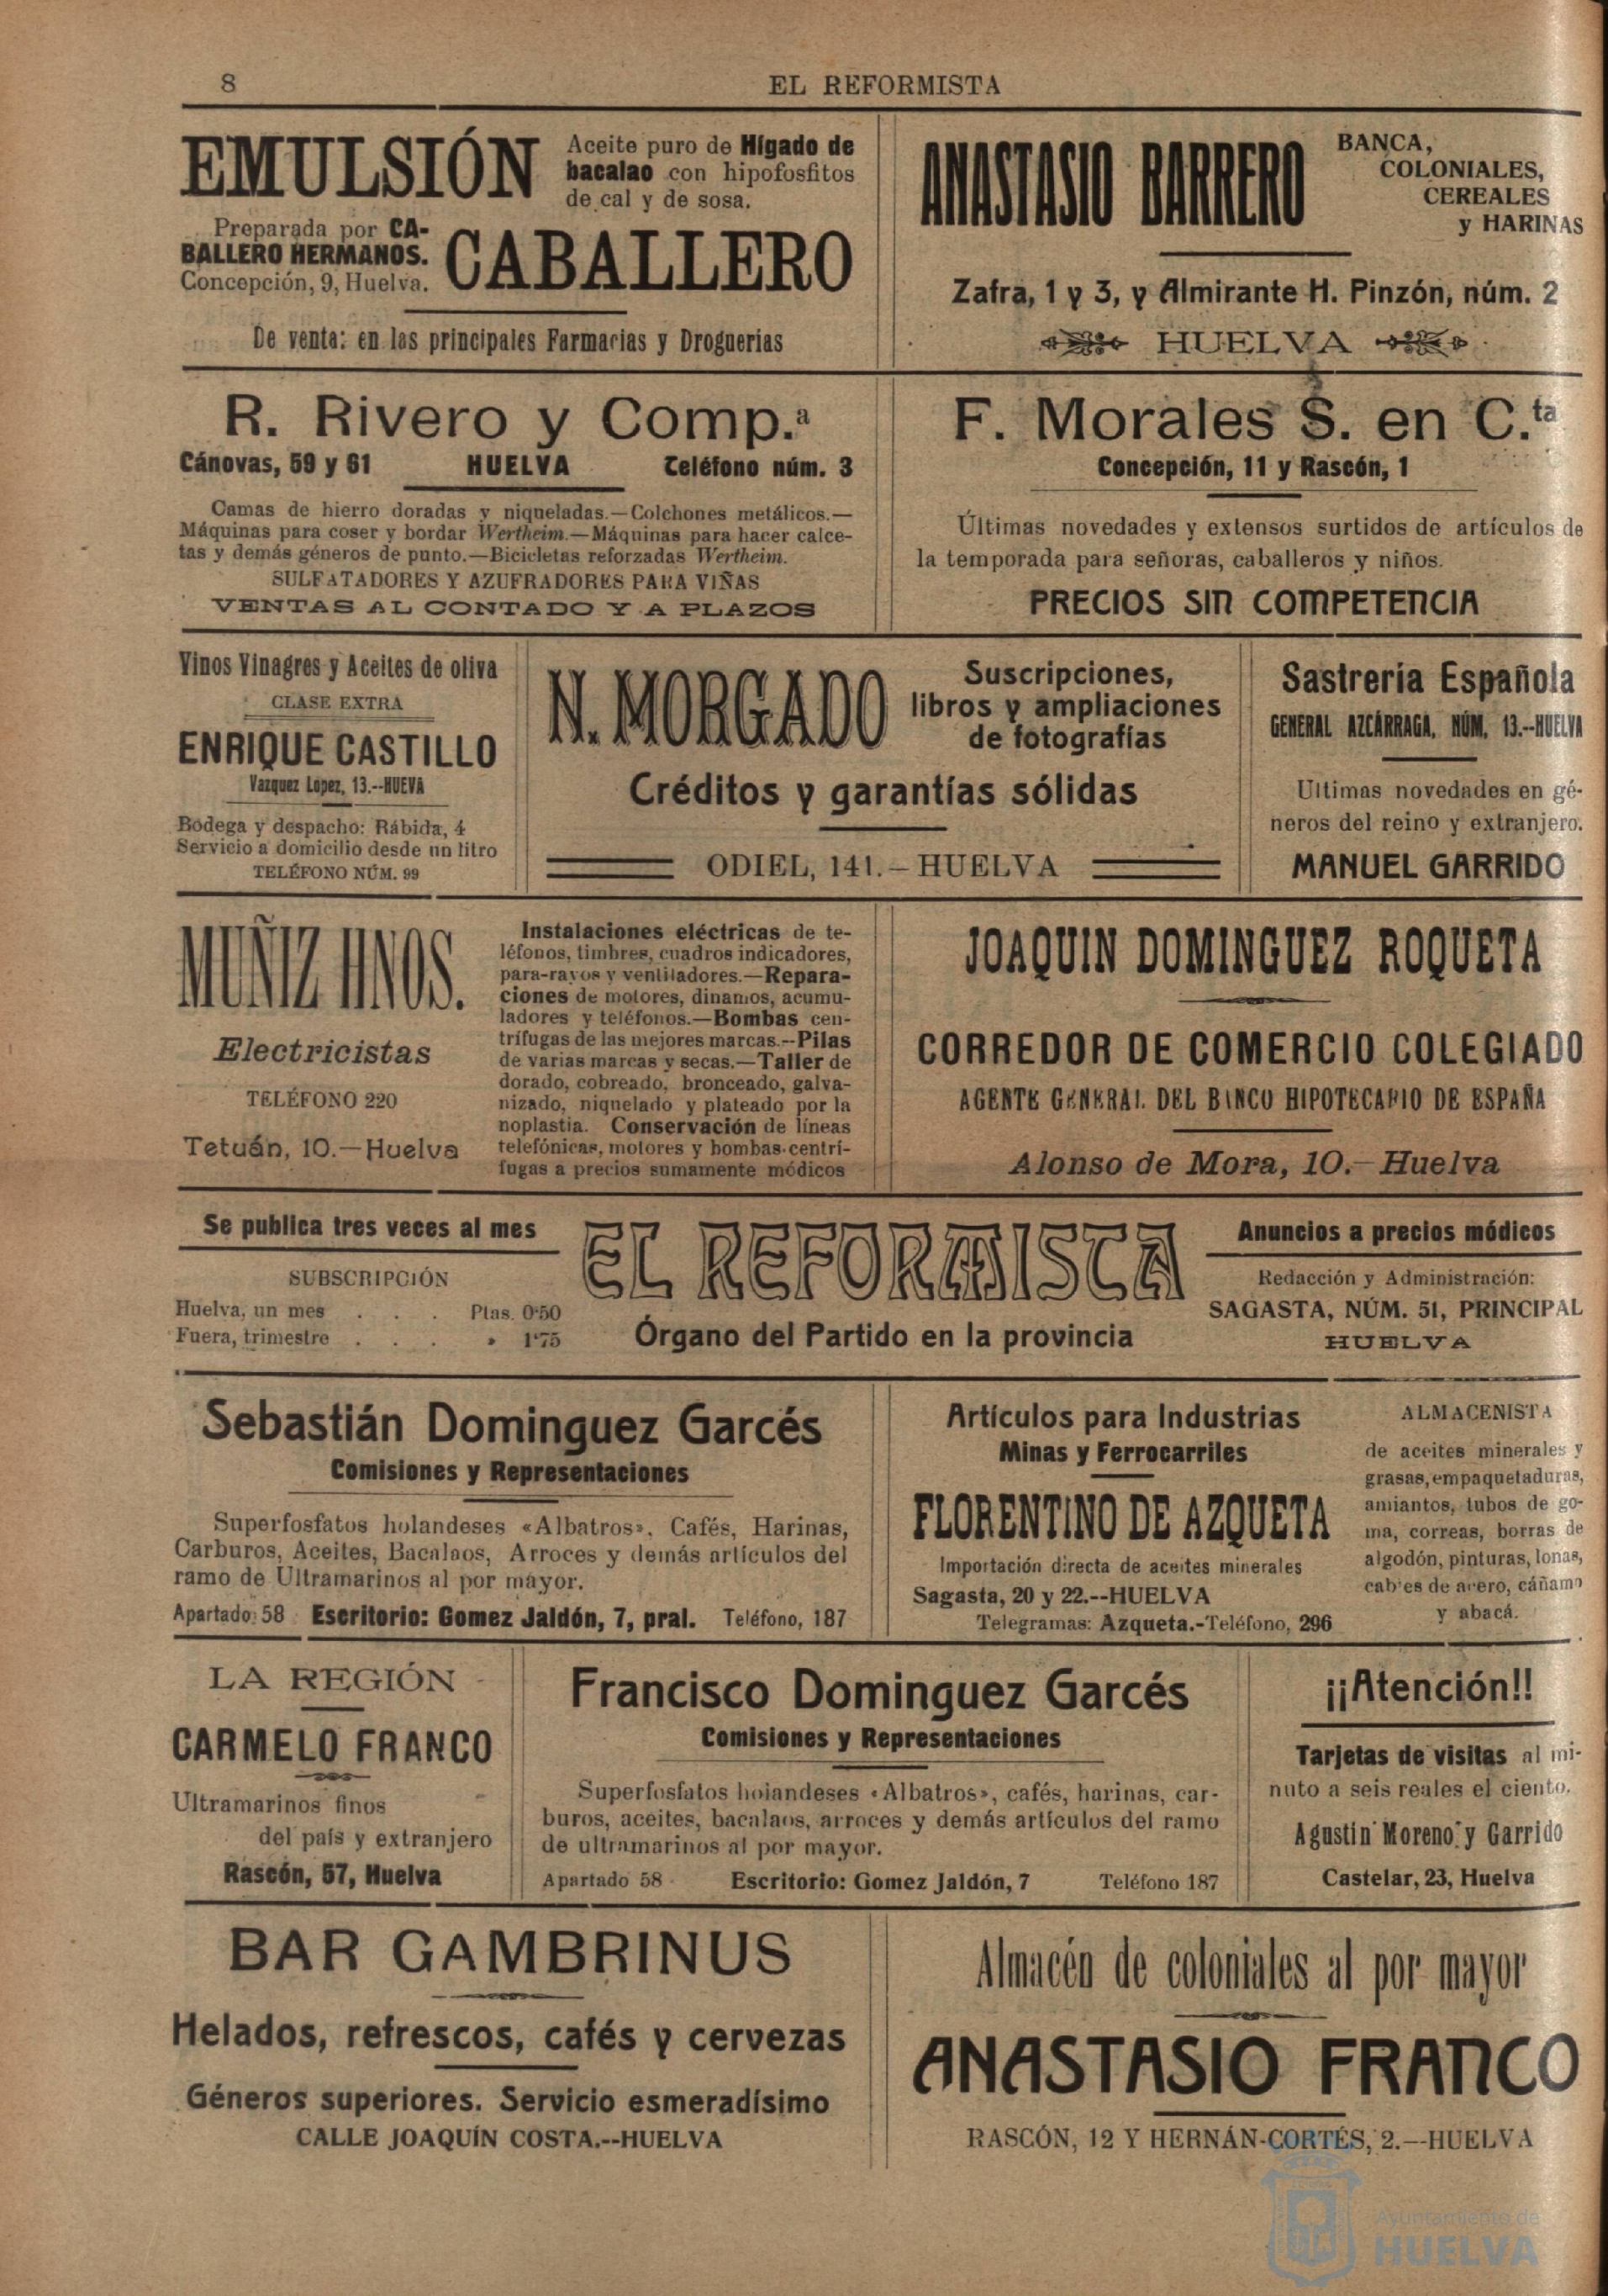 8
EL REFORMISTA
EMULSIÓN
Aceite puro de Hígado de
bacalao con hipofosfitos
de cal y de sosa.
Preparada por CA-
BALLERO HERMANOS.
Concepción, 9, Huelva.
CABALLERO
De venta: en las principales Farmacias y Droguerias
ANASTASIO BARRERO
BANCA,
COLONIALES,
CEREALES
y HARINAS
Zafra, 1 y 3, y Almirante H. Pinzón, núm. 2
HUELVA
R. Rivero y Comp.ª
Cánovas, 59 y 61 HUELVA Teléfono núm. 3
Camas de hierro doradas y niqueladas.—Colchones metálicos.—
Máquinas para coser y bordar Wertheim.—Máquinas para hacer calce-
tas y demás géneros de punto.—Bicicletas reforzadas Wertheim.
SULFATADORES Y AZUFRADORES PARA VIÑAS
VENTAS AL CONTADO Y A PLAZOS
F. Morales S. en C.ta
Concepción, 11 y Rascón, 1
Últimas novedades y extensos surtidos de artículos de
la temporada para señoras, caballeros y niños.
PRECIOS SIN COMPETENCIA
Vinos Vinagres y Aceites de oliva
CLASE EXTRA
ENRIQUE CASTILLO
Vazquez Lopez, 13.--HUEVA
Bodega y despacho: Rábida, 4
Servicio a domicilio desde un litro
TELÉFONO NÚM. 99
N. MORGADO
Suscripciones,
libros y ampliaciones
de fotografías
Créditos y garantías sólidas
ODIEL, 141.—HUELVA
Sastrería Española
GENERAL AZCÁRRAGA, NÚM. 13.--HUELVA
Ultimas novedades en gé-
neros del reino y extranjero.
MANUEL GARRIDO
MUÑIZ HNOS.
Electricistas
TELÉFONO 220
Tetuán, 10.—Huelva
Instalaciones eléctricas de te-
léfonos, timbres, cuadros indicadores,
para-rayos y ventiladores.—Repara-
ciones de motores, dinamos, acumu-
ladores y teléfonos.—Bombas cen-
trífugas de las mejores marcas.--Pilas
de varias marcas y secas.—Taller de
dorado, cobreado, bronceado, galva-
nizado, niquelado y plateado por la
noplastia. Conservación de líneas
telefónicas, motores y bombas centrí-
fugas a precios sumamente módicos
JOAQUIN DOMINGUEZ ROQUETA
CORREDOR DE COMERCIO COLEGIADO
AGENTE GENERAL DEL BANCO HIPOTECARIO DE ESPAÑA
Alonso de Mora, 10.—Huelva
Se publica tres veces al mes
SUBSCRIPCIÓN
Huelva, un mes . . . Ptas. 0'50
Fuera, trimestre . . . » 1'75
EL REFORMISTA
Órgano del Partido en la provincia
Anuncios a precios módicos
Redacción y Administración:
SAGASTA, NÚM. 51, PRINCIPAL
HUELVA
Sebastián Dominguez Garcés
Comisiones y Representaciones
Superfosfatos holandeses «Albatros», Cafés, Harinas,
Carburos, Aceites, Bacalaos, Arroces y demás artículos del
ramo de Ultramarinos al por mayor.
Apartado 58 Escritorio: Gomez Jaldón, 7, pral. Teléfono, 187
Artículos para Industrias
Minas y Ferrocarriles
FLORENTINO DE AZQUETA
Importación directa de aceites minerales
Sagasta, 20 y 22.--HUELVA
Telegramas: Azqueta.-Teléfono, 296
ALMACENISTA
de aceites minerales y
grasas, empaquetaduras,
amiantos, tubos de go-
ma, correas, borras de
algodón, pinturas, lonas,
cables de acero, cáñamo
y abacá.
LA REGIÓN
CARMELO FRANCO
Ultramarinos finos
del país y extranjero
Rascón, 57, Huelva
Francisco Dominguez Garcés
Comisiones y Representaciones
Superfosfatos holandeses «Albatros», cafés, harinas, car-
buros, aceites, bacalaos, arroces y demás artículos del ramo
de ultramarinos al por mayor.
Apartado 58 Escritorio: Gomez Jaldón, 7 Teléfono 187
¡¡Atención!!
Tarjetas de visitas al mi-
nuto a seis reales el ciento.
Agustin Moreno y Garrido
Castelar, 23, Huelva
BAR GAMBRINUS
Helados, refrescos, cafés y cervezas
Géneros superiores. Servicio esmeradísimo
CALLE JOAQUÍN COSTA.--HUELVA
Almacén de coloniales al por mayor
ANASTASIO FRANCO
RASCÓN, 12 Y HERNÁN-CORTÉS, 2.—HUELVA
Ayuntamiento de
HUELVA